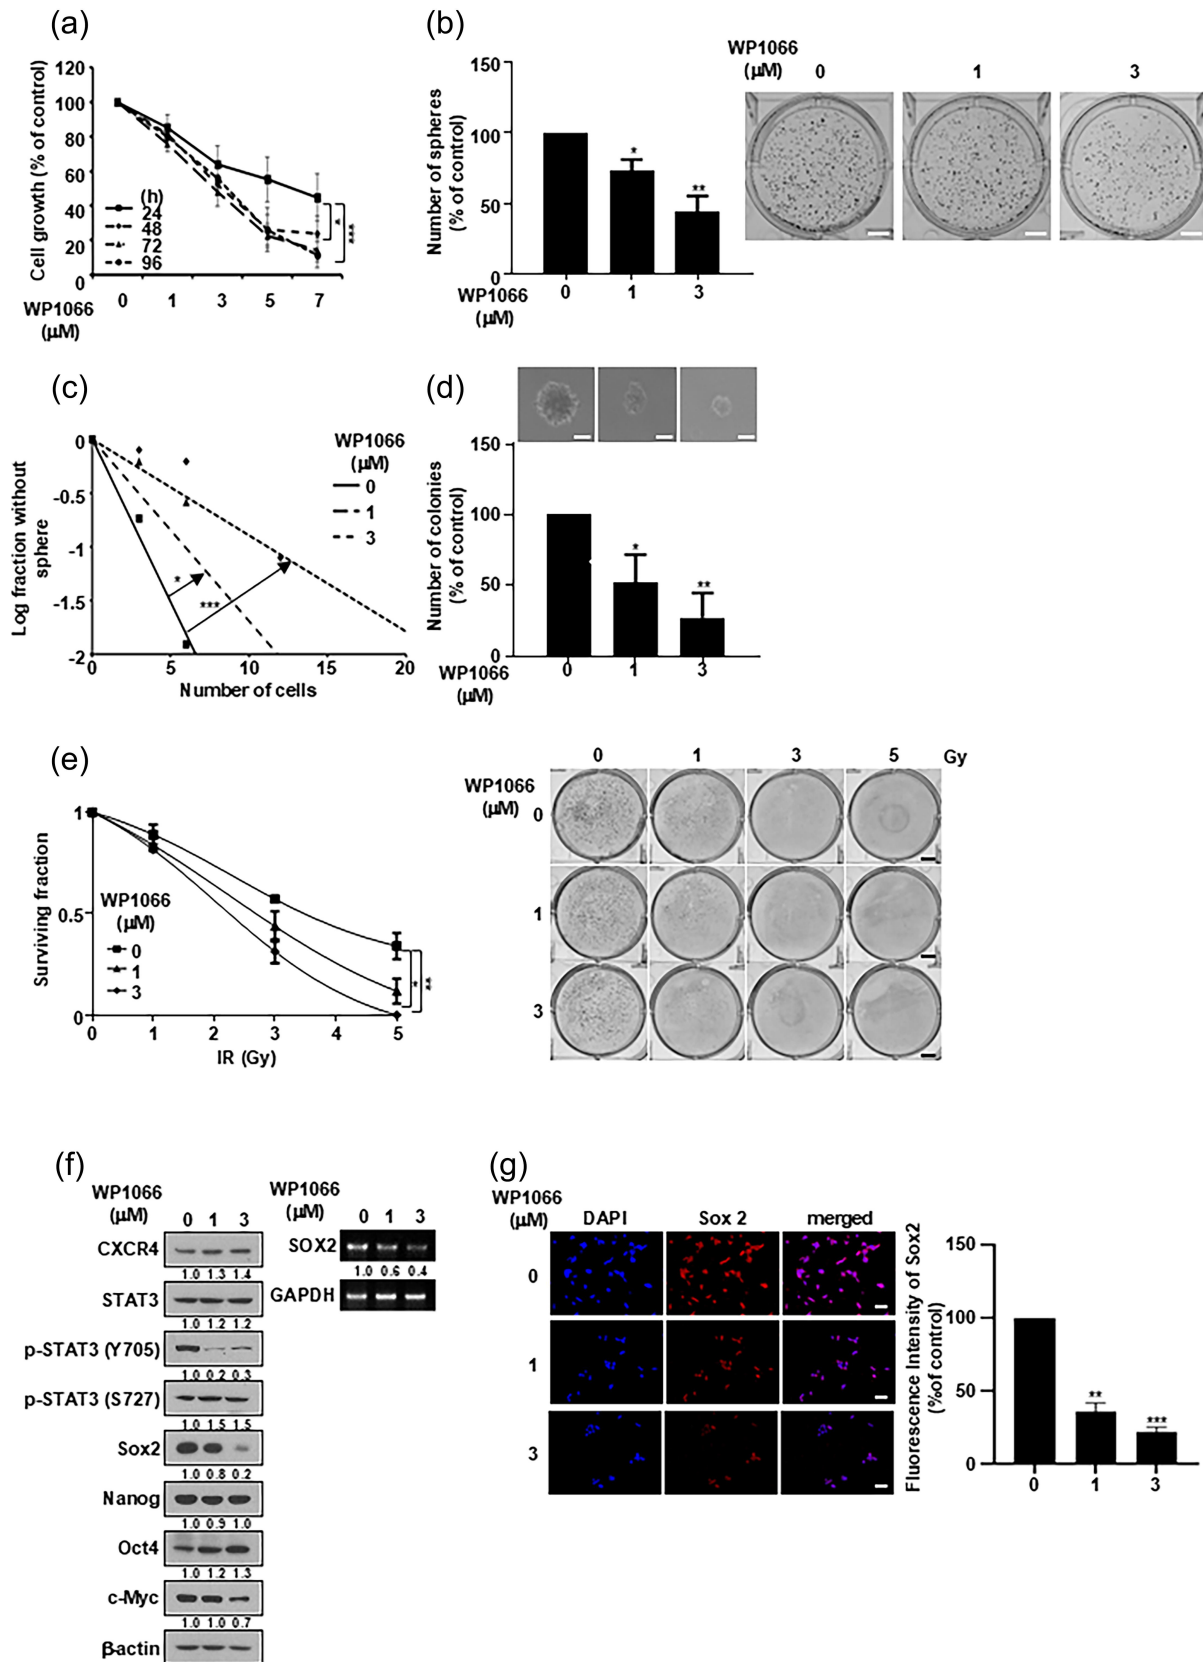 (a)
120
100
80
60
40
20
0
Cell growth (% of control)
(h)
24
48
72
96
*
***
WP1066
(μM)
0 1 3 5 7
(b)
150
100
50
0
Number of spheres
(% of control)
*
**
WP1066
(μM)
0 1 3
WP1066
(μM)
0 1 3
(c)
0
-0.5
-1
-1.5
-2
Log fraction without
sphere
WP1066
(μM)
0
1
3
*
***
0 5 10 15 20
Number of cells
(d)
150
100
50
0
Number of colonies
(% of control)
*
**
WP1066
(μM)
0 1 3
(e)
1
0.5
0
Surviving fraction
WP1066
(μM)
0
1
3
*
**
0 1 2 3 4 5
IR (Gy)
0 1 3 5 Gy
WP1066
(μM)
0
1
3
(f)
WP1066
(μM)
0 1 3
CXCR4
1.0 1.3 1.4
STAT3
1.0 1.2 1.2
p-STAT3 (Y705)
1.0 0.2 0.3
p-STAT3 (S727)
1.0 1.5 1.5
Sox2
1.0 0.8 0.2
Nanog
1.0 0.9 1.0
Oct4
1.0 1.2 1.3
c-Myc
1.0 1.0 0.7
β-actin
WP1066
(μM)
0 1 3
SOX2
1.0 0.6 0.4
GAPDH
(g)
WP1066
(μM)
DAPI Sox 2 merged
0
1
3
Fluorescence Intensity of Sox2
(%of control)
150
100
50
0
**
***
0 1 3